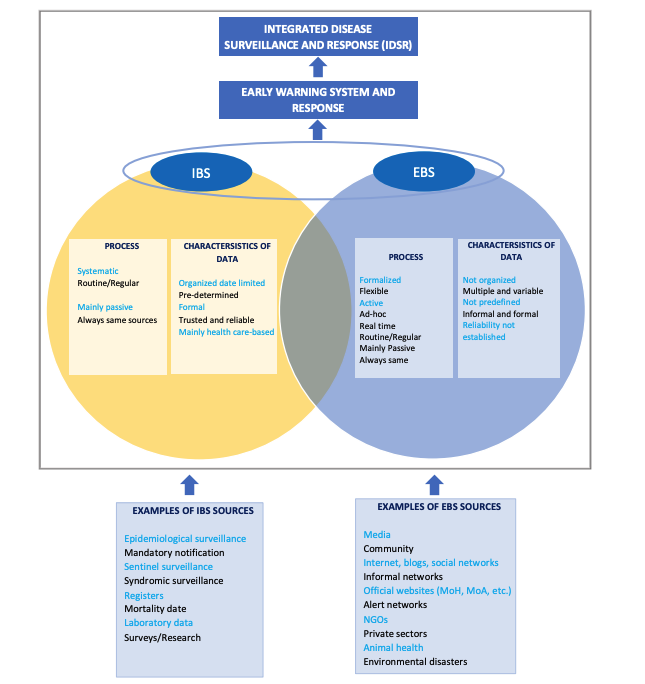 INTEGRATED DISEASE
SURVEILLANCE AND RESPONSE (IDSR)
EARLY WARNING SYSTEM AND
RESPONSE
IBS
EBS
PROCESS
Systematic
Routine/Regular
Mainly passive
Always same sources
CHARACTERSISTICS OF
DATA
Organized date limited
Pre-determined
Formal
Trusted and reliable
Mainly health care-based
PROCESS
Formalized
Flexible
Active
Ad-hoc
Real time
Routine/Regular
Mainly Passive
Always same
CHARACTERISTICS OF
DATA
Not organized
Multiple and variable
Not predefined
Informal and formal
Reliability not
established
EXAMPLES OF IBS SOURCES
Epidemiological surveillance
Mandatory notification
Sentinel surveillance
Syndromic surveillance
Registers
Mortality date
Laboratory data
Surveys/Research
EXAMPLES OF EBS SOURCES
Media
Community
Internet, blogs, social networks
Informal networks
Official websites (MoH, MoA, etc.)
Alert networks
NGOs
Private sectors
Animal health
Environmental disasters